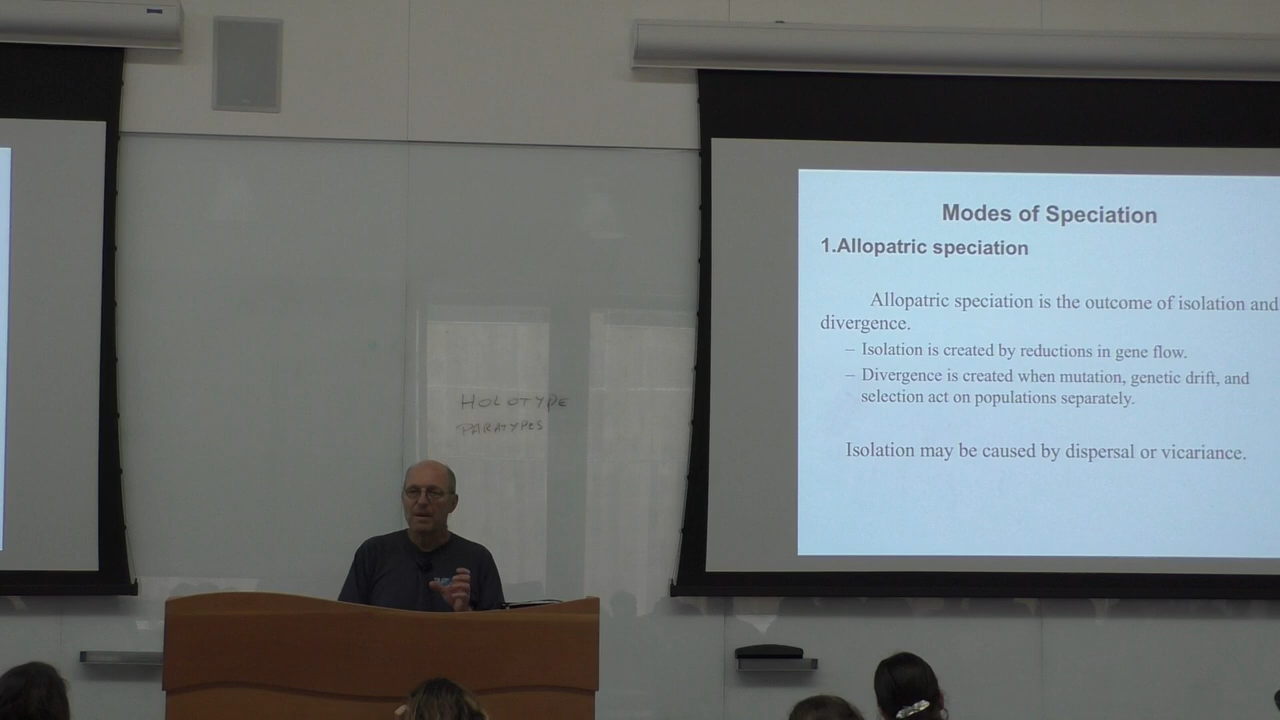 HOLOTYPE
PARATYPES
Modes of Speciation
1.Allopatric speciation
Allopatric speciation is the outcome of isolation and
divergence.
– Isolation is created by reductions in gene flow.
– Divergence is created when mutation, genetic drift, and
selection act on populations separately.
Isolation may be caused by dispersal or vicariance.